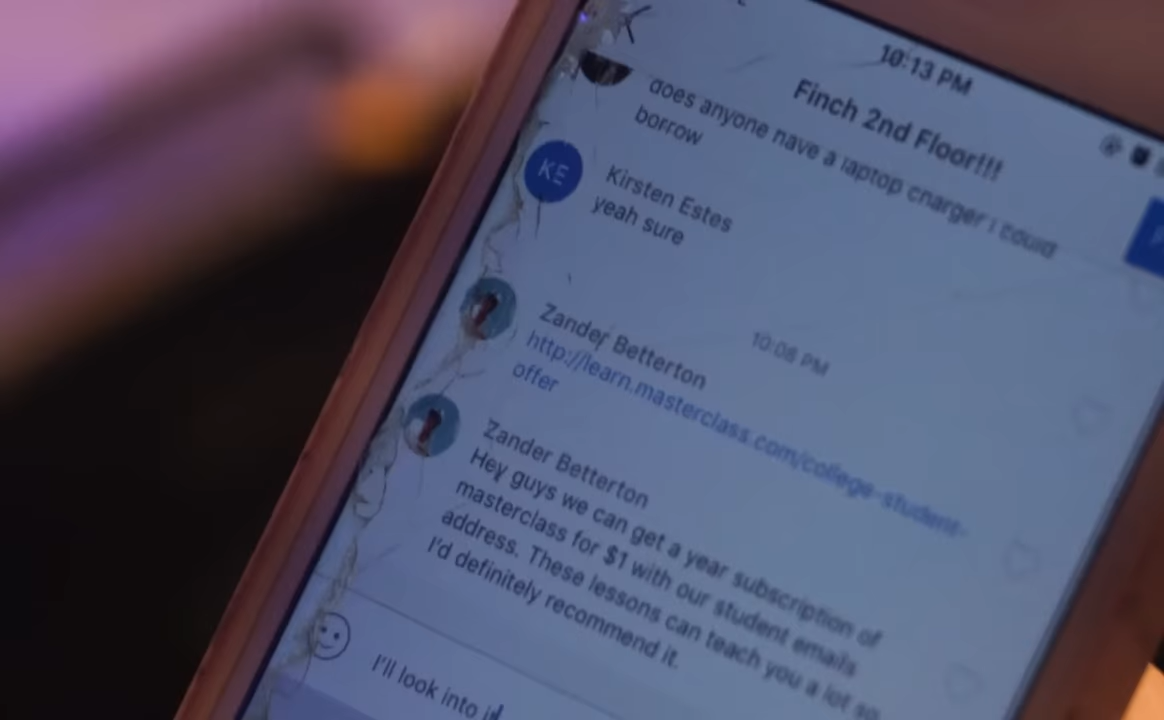 10:13 PM
Finch 2nd Floor!!!
does anyone have a laptop charger i could
borrow
KE
Kirsten Estes
yeah sure
10:08 PM
Zander Betterton
http://learn.masterclass.com/college-student-
offer
Zander Betterton
Hey guys we can get a year subscription of
masterclass for $1 with our student emails
address. These lessons can teach you a lot so
I'd definitely recommend it.
I'll look into it